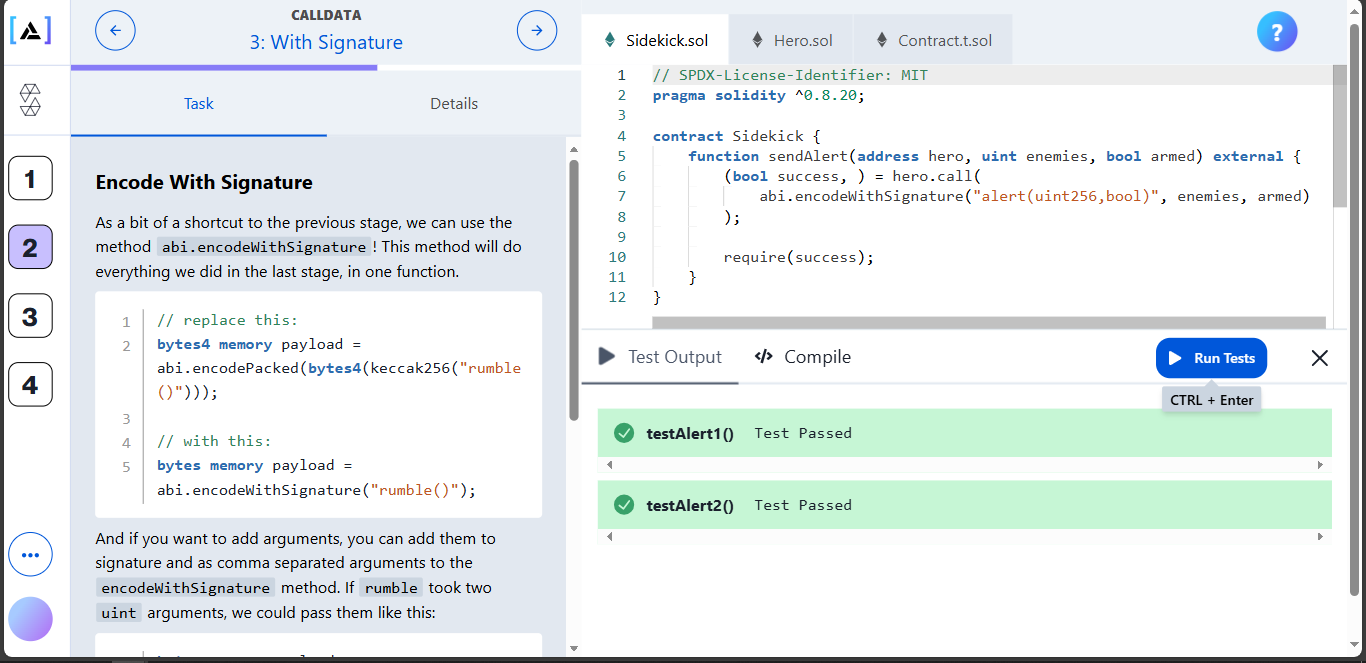 CALLDATA
3: With Signature
Task
Details
1
2
3
4
Encode With Signature
As a bit of a shortcut to the previous stage, we can use the
method abi.encodeWithSignature! This method will do
everything we did in the last stage, in one function.
1 // replace this:
2 bytes4 memory payload =
abi.encodePacked(bytes4(keccak256("rumble
()")));
3
4 // with this:
5 bytes memory payload =
abi.encodeWithSignature("rumble()");
And if you want to add arguments, you can add them to
signature and as comma separated arguments to the
encodeWithSignature method. If rumble took two
uint arguments, we could pass them like this:
Sidekick.sol
Hero.sol
Contract.t.sol
?
1 // SPDX-License-Identifier: MIT
2 pragma solidity ^0.8.20;
3
4 contract Sidekick {
5 function sendAlert(address hero, uint enemies, bool armed) external {
6 (bool success, ) = hero.call(
7 abi.encodeWithSignature("alert(uint256,bool)", enemies, armed)
8 );
9
10 require(success);
11 }
12 }
Test Output
Compile
Run Tests
CTRL + Enter
testAlert1() Test Passed
testAlert2() Test Passed